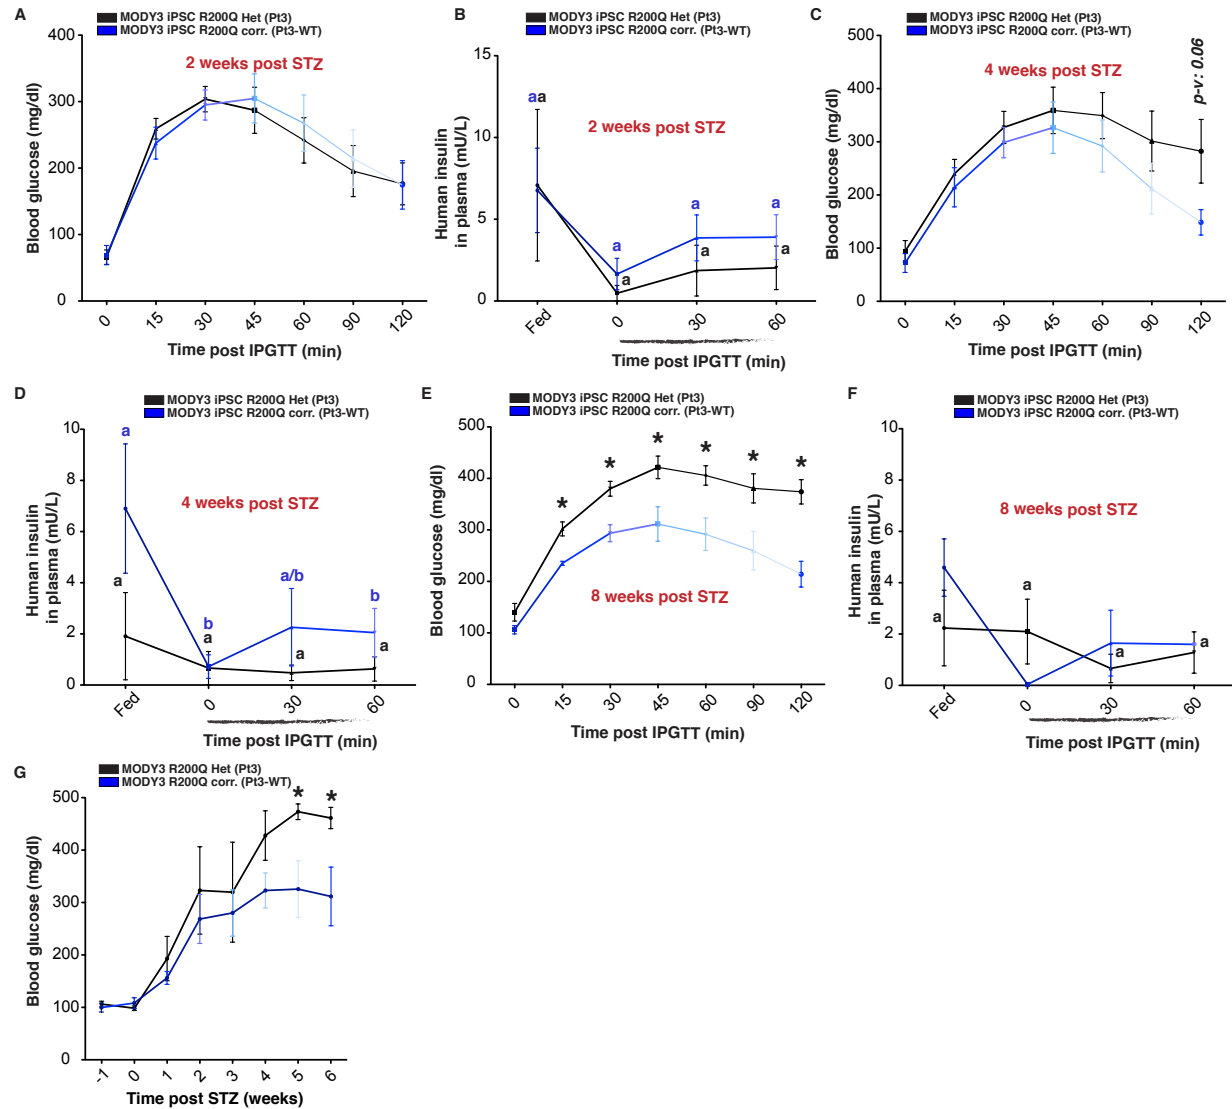 A
MODY3 iPSC R200Q Het (Pt3)
MODY3 iPSC R200Q corr. (Pt3-WT)
2 weeks post STZ
Blood glucose (mg/dl)
400
300
200
100
0
0 15 30 45 60 90 120
Time post IPGTT (min)
B
MODY3 iPSC R200Q Het (Pt3)
MODY3 iPSC R200Q corr. (Pt3-WT)
2 weeks post STZ
Human insulin
in plasma (mU/L)
15
10
5
0
aa
a
a
a
a
a
a
Fed 0 30 60
Time post IPGTT (min)
C
MODY3 iPSC R200Q Het (Pt3)
MODY3 iPSC R200Q corr. (Pt3-WT)
4 weeks post STZ
p-v: 0.06
Blood glucose (mg/dl)
500
400
300
200
100
0
0 15 30 45 60 90 120
Time post IPGTT (min)
D
MODY3 iPSC R200Q Het (Pt3)
MODY3 iPSC R200Q corr. (Pt3-WT)
4 weeks post STZ
Human insulin
in plasma (mU/L)
10
8
6
4
2
0
a
a
b
a
a/b
a
b
a
Fed 0 30 60
Time post IPGTT (min)
E
MODY3 iPSC R200Q Het (Pt3)
MODY3 iPSC R200Q corr. (Pt3-WT)
* * * * * *
8 weeks post STZ
Blood glucose (mg/dl)
500
400
300
200
100
0
0 15 30 45 60 90 120
Time post IPGTT (min)
F
MODY3 iPSC R200Q Het (Pt3)
MODY3 iPSC R200Q corr. (Pt3-WT)
8 weeks post STZ
Human insulin
in plasma (mU/L)
10
8
6
4
2
0
a
a
a
a
Fed 0 30 60
Time post IPGTT (min)
G
MODY3 R200Q Het (Pt3)
MODY3 R200Q corr. (Pt3-WT)
* *
Blood glucose (mg/dl)
500
400
300
200
100
0
-1 0 1 2 3 4 5 6
Time post STZ (weeks)